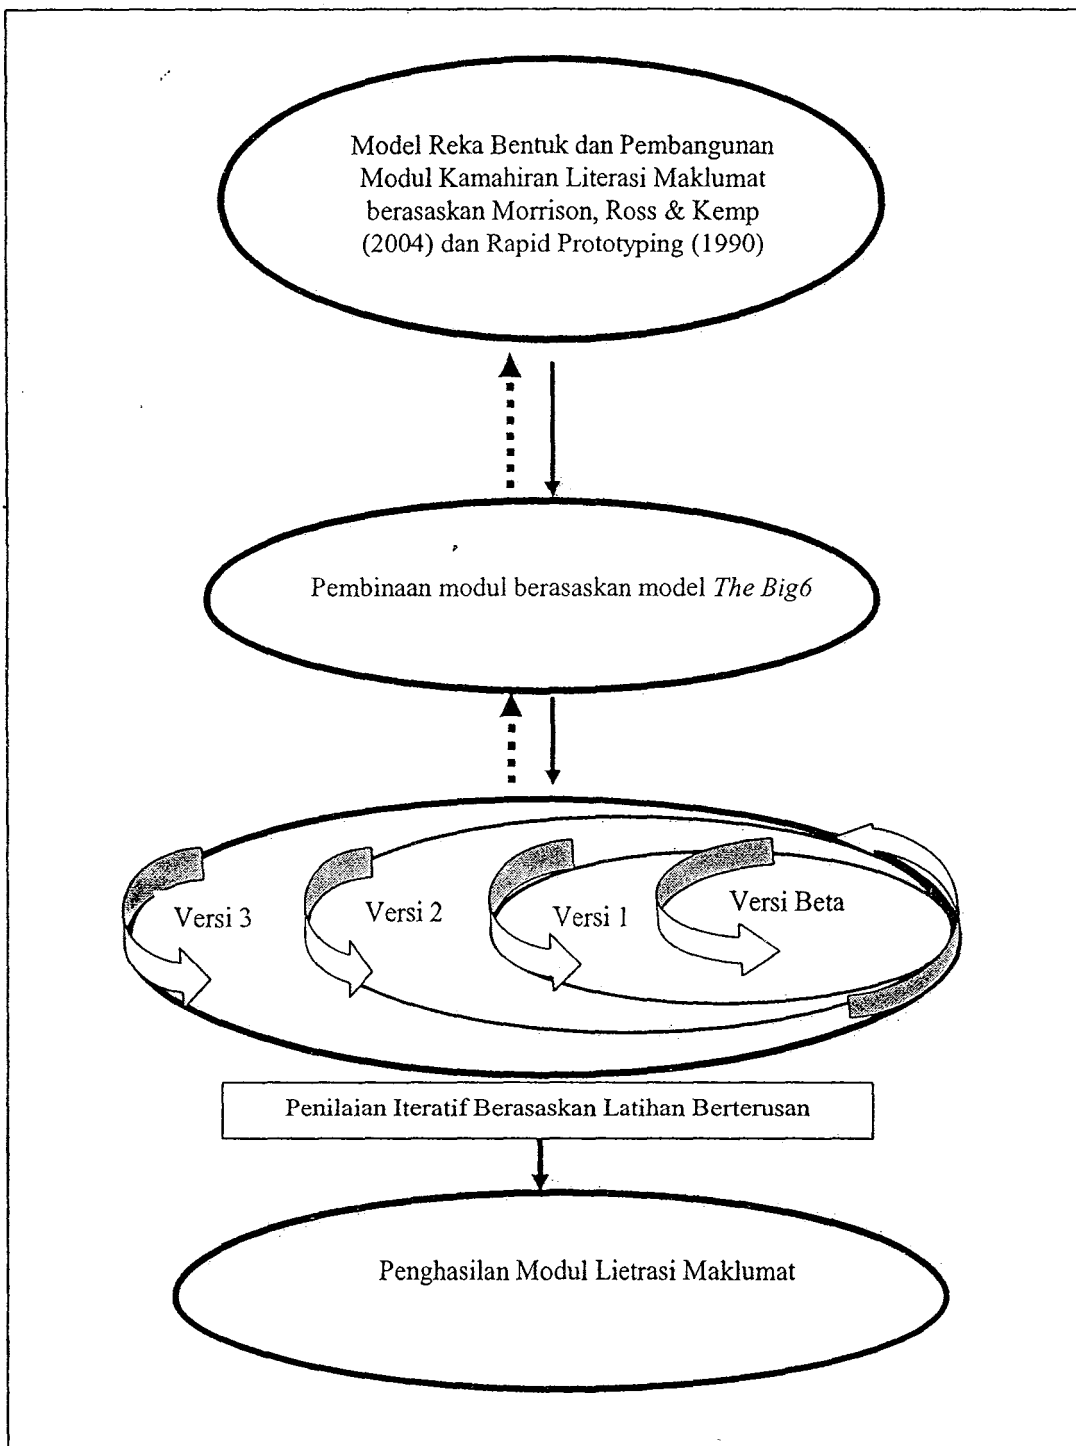 Model Reka Bentuk dan Pembangunan
Modul Kamahiran Literasi Maklumat
berasaskan Morrison, Ross & Kemp
(2004) dan Rapid Prototyping (1990)
Pembinaan modul berasaskan model The Big6
Versi 3
Versi 2
Versi 1
Versi Beta
Penilaian Iteratif Berasaskan Latihan Berterusan
Penghasilan Modul Lietrasi Maklumat